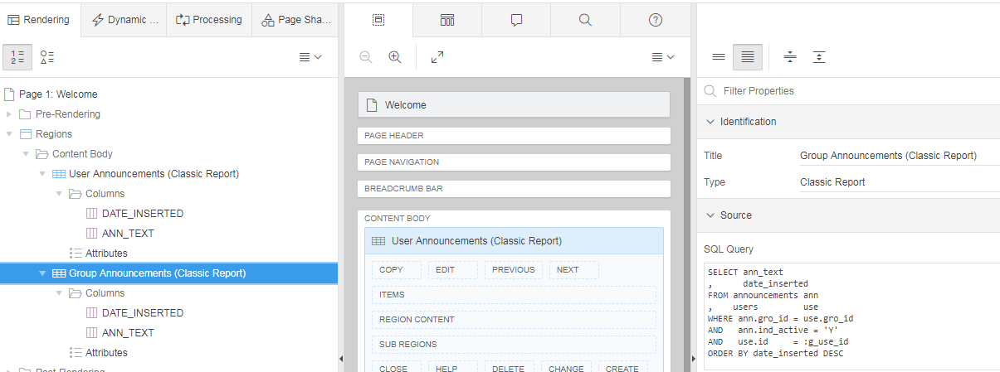 Rendering
Dynamic ...
Processing
Page Sha...
Page 1: Welcome
Pre-Rendering
Regions
Content Body
User Announcements (Classic Report)
Columns
DATE_INSERTED
ANN_TEXT
Attributes
Group Announcements (Classic Report)
Columns
DATE_INSERTED
ANN_TEXT
Attributes
Post-Rendering
Welcome
PAGE HEADER
PAGE NAVIGATION
BREADCRUMB BAR
CONTENT BODY
User Announcements (Classic Report)
COPY EDIT PREVIOUS NEXT
ITEMS
REGION CONTENT
SUB REGIONS
CLOSE HELP DELETE CHANGE CREATE
Filter Properties
Identification
Title Group Announcements (Classic Report)
Type Classic Report
Source
SQL Query
SELECT ann_text
, date_inserted
FROM announcements ann
, users use
WHERE ann.gro_id = use.gro_id
AND ann.ind_active = 'Y'
AND use.id = :g_use_id
ORDER BY date_inserted DESC